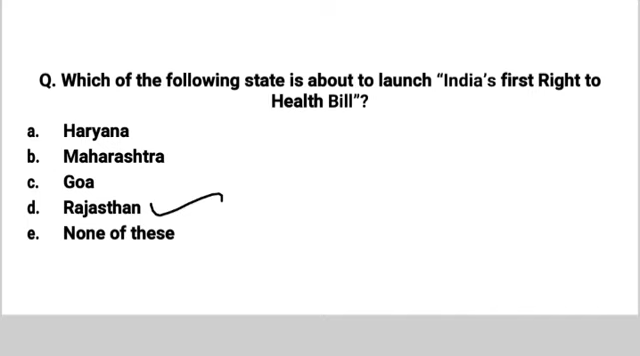 Q. Which of the following state is about to launch “India’s first Right to
Health Bill”?
a. Haryana
b. Maharashtra
c. Goa
d. Rajasthan
e. None of these